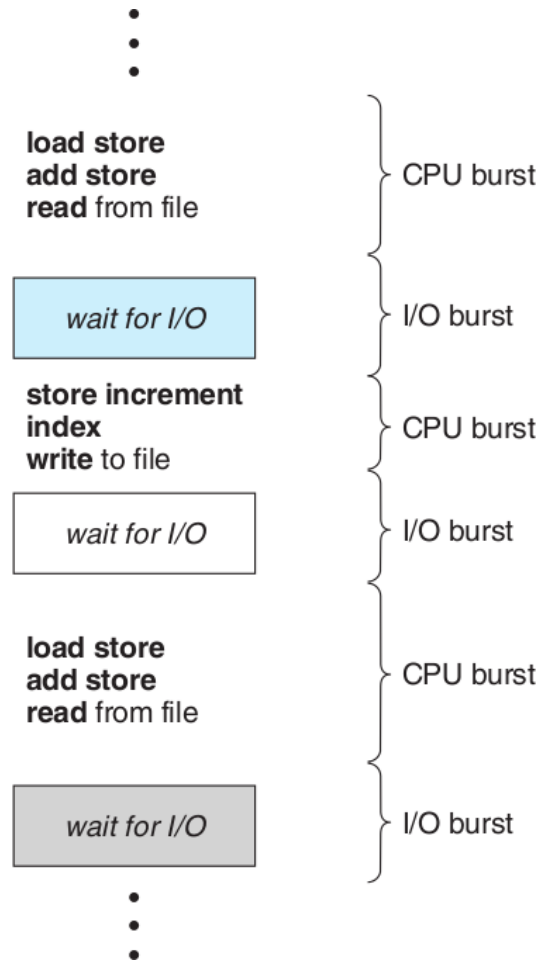 load store
add store
read from file
CPU burst
wait for I/O
I/O burst
store increment
index
write to file
CPU burst
wait for I/O
I/O burst
load store
add store
read from file
CPU burst
wait for I/O
I/O burst